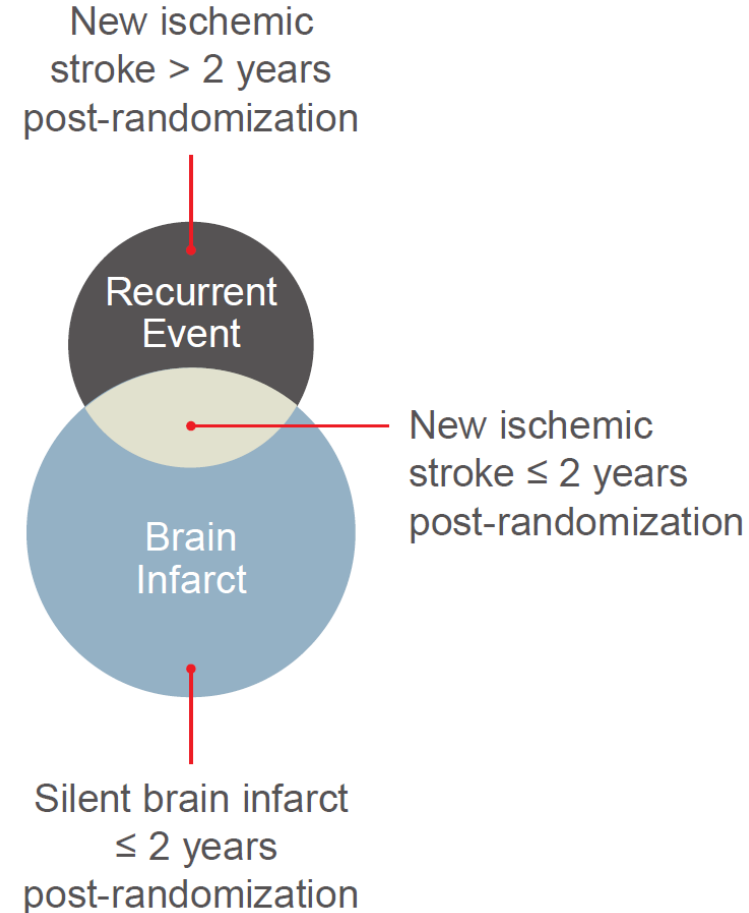 New ischemic
stroke > 2 years
post-randomization
Recurrent
Event
New ischemic
stroke ≤ 2 years
post-randomization
Brain
Infarct
Silent brain infarct
≤ 2 years
post-randomization